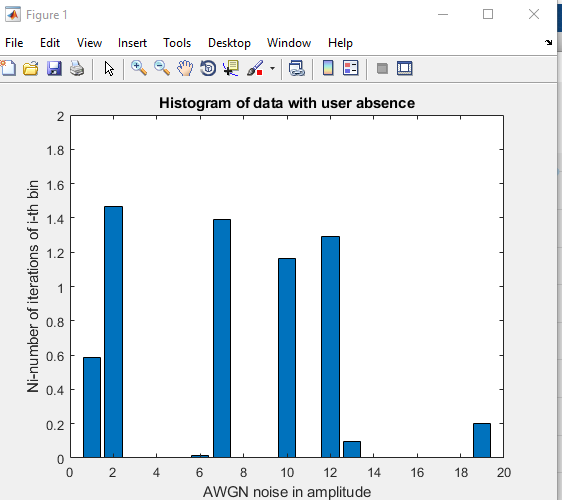 Figure 1
File Edit View Insert Tools Desktop Window Help
Histogram of data with user absence
2
1.8
1.6
1.4
1.2
1
0.8
0.6
0.4
0.2
0
Ni-number of iterations of i-th bin
0 2 4 6 8 10 12 14 16 18 20
AWGN noise in amplitude